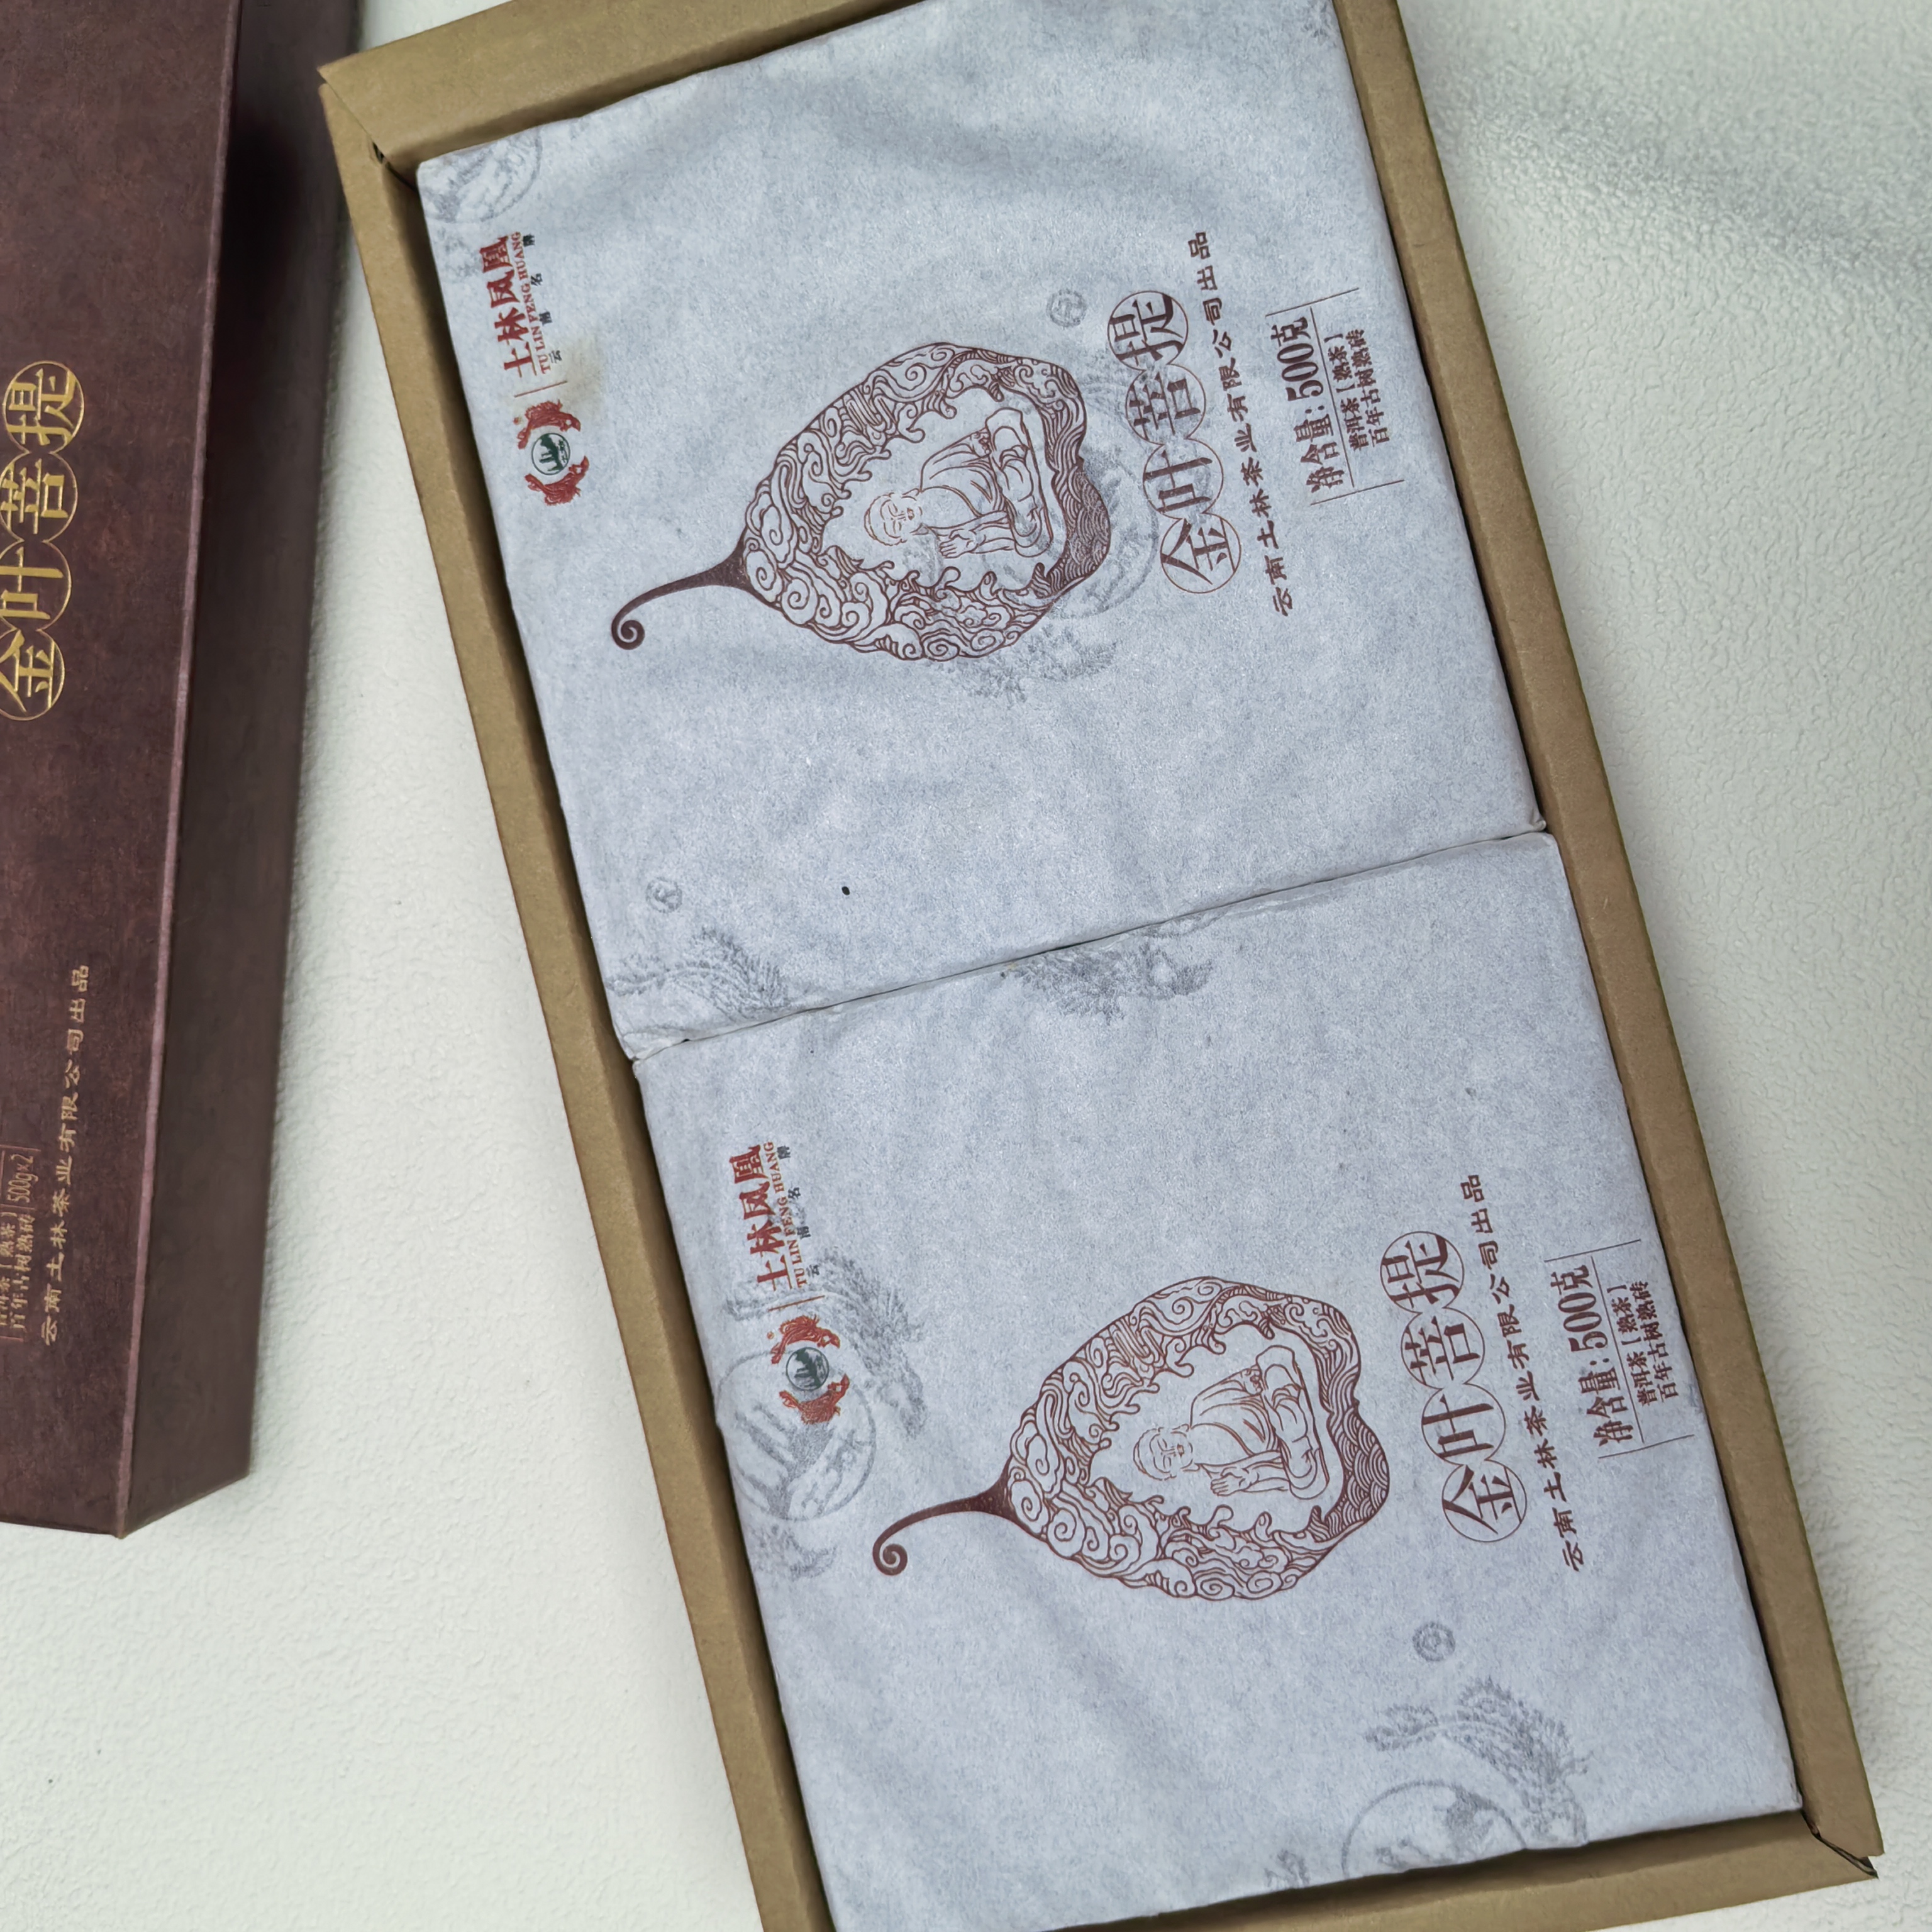 金叶菩提
普洱茶[熟茶]
百年古树熟砖
500g×2
云南土林茶业有限公司出品
土林凤凰
TU LIN FENG HUANG
云南名牌
金叶菩提
云南土林茶业有限公司出品
净含量:500克
普洱茶[熟茶]
百年古树熟砖
土林凤凰
TU LIN FENG HUANG
云南名牌
金叶菩提
云南土林茶业有限公司出品
净含量:500克
普洱茶[熟茶]
百年古树熟砖